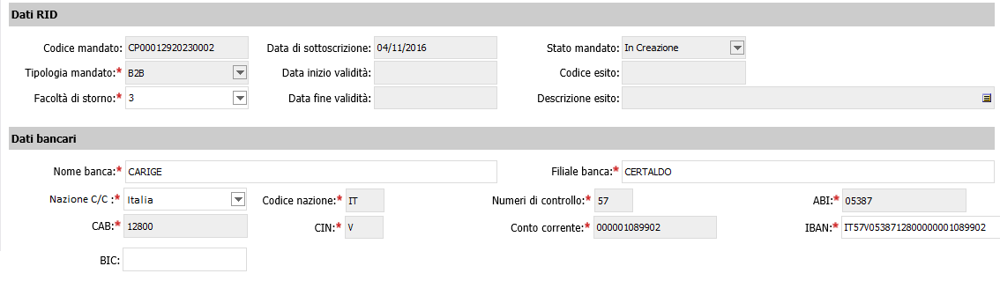 Dati RID
Codice mandato: CP00012920230002 Data di sottoscrizione: 04/11/2016 Stato mandato: In Creazione
Tipologia mandato:* B2B Data inizio validità: Codice esito:
Facoltà di storno:* 3 Data fine validità: Descrizione esito:
Dati bancari
Nome banca:* CARIGE Filiale banca:* CERTALDO
Nazione C/C :* Italia Codice nazione:* IT Numeri di controllo:* 57 ABI:* 05387
CAB:* 12800 CIN:* V Conto corrente:* 000001089902 IBAN:* IT57V0538712800000001089902
BIC: